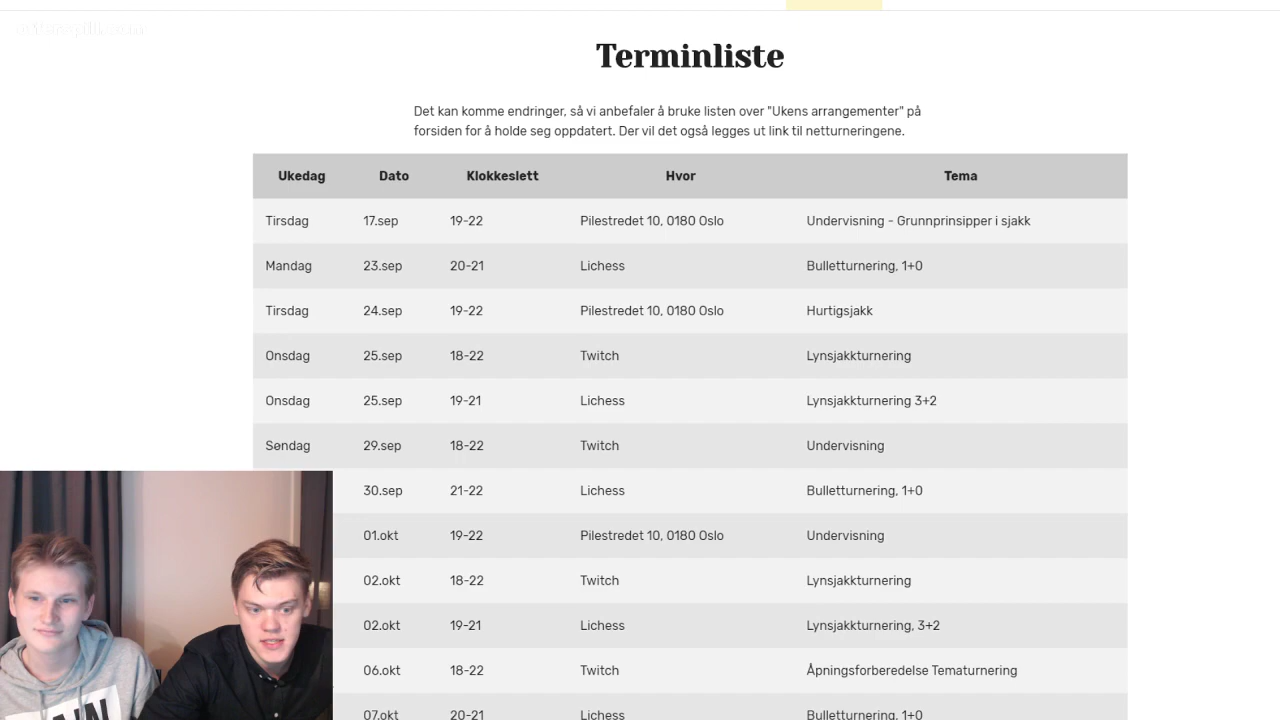 Terminliste
Det kan komme endringer, så vi anbefaler å bruke listen over "Ukens arrangementer" på
forsiden for å holde seg oppdatert. Der vil det også legges ut link til netturneringene.
Ukedag Dato Klokkeslett Hvor Tema
Tirsdag 17.sep 19-22 Pilestredet 10, 0180 Oslo Undervisning - Grunnprinsipper i sjakk
Mandag 23.sep 20-21 Lichess Bulletturnering, 1+0
Tirsdag 24.sep 19-22 Pilestredet 10, 0180 Oslo Hurtigsjakk
Onsdag 25.sep 18-22 Twitch Lynsjakkturnering
Onsdag 25.sep 19-21 Lichess Lynsjakkturnering 3+2
Søndag 29.sep 18-22 Twitch Undervisning
30.sep 21-22 Lichess Bulletturnering, 1+0
01.okt 19-22 Pilestredet 10, 0180 Oslo Undervisning
02.okt 18-22 Twitch Lynsjakkturnering
02.okt 19-21 Lichess Lynsjakkturnering, 3+2
06.okt 18-22 Twitch Åpningsforberedelse Tematurnering
07.okt 20-21 Lichess Bulletturnering, 1+0